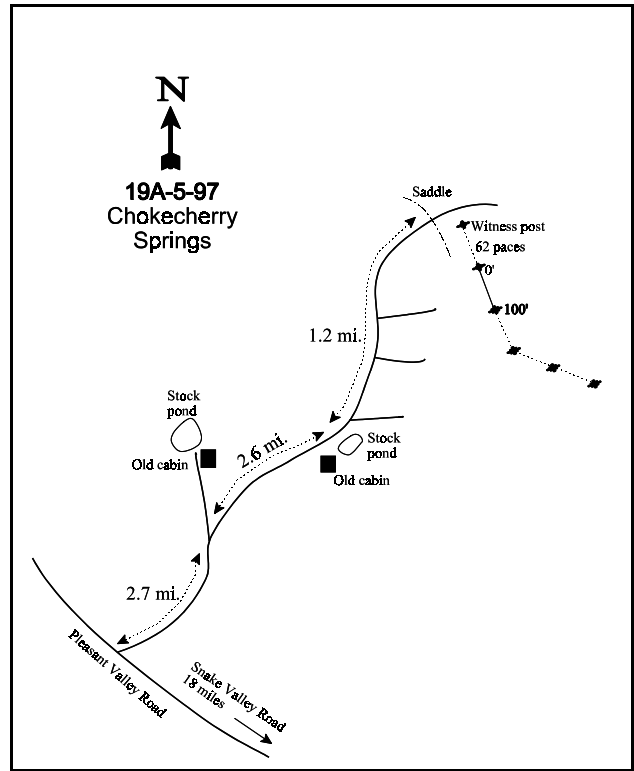 N
19A-5-97
Chokecherry
Springs
Saddle
Witness post
62 paces
0'
100'
1.2 mi.
Stock
pond
Old cabin
2.6 mi.
Stock
pond
Old cabin
2.7 mi.
Pleasant Valley Road
Snake Valley Road
18 miles